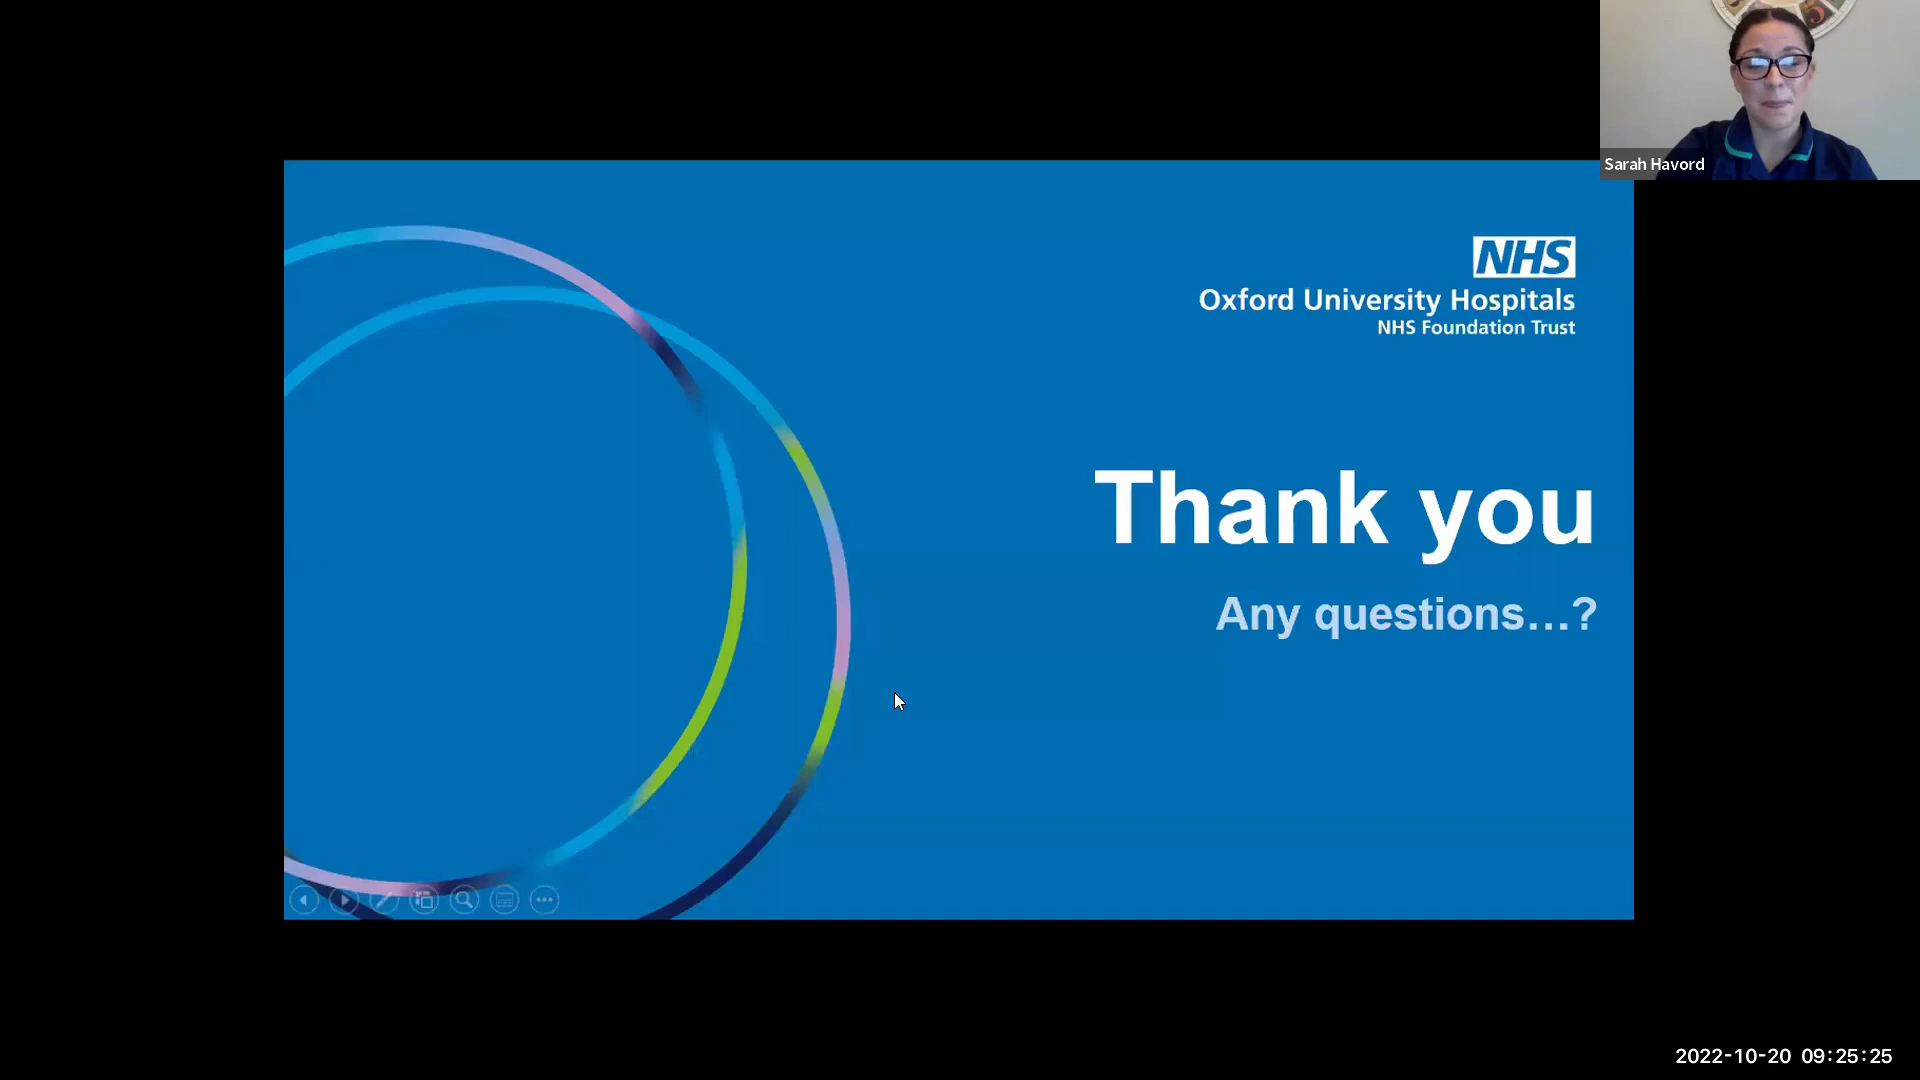 Sarah Havord
NHS
Oxford University Hospitals
NHS Foundation Trust
Thank you
Any questions...?
2022-10-20 09:25:25